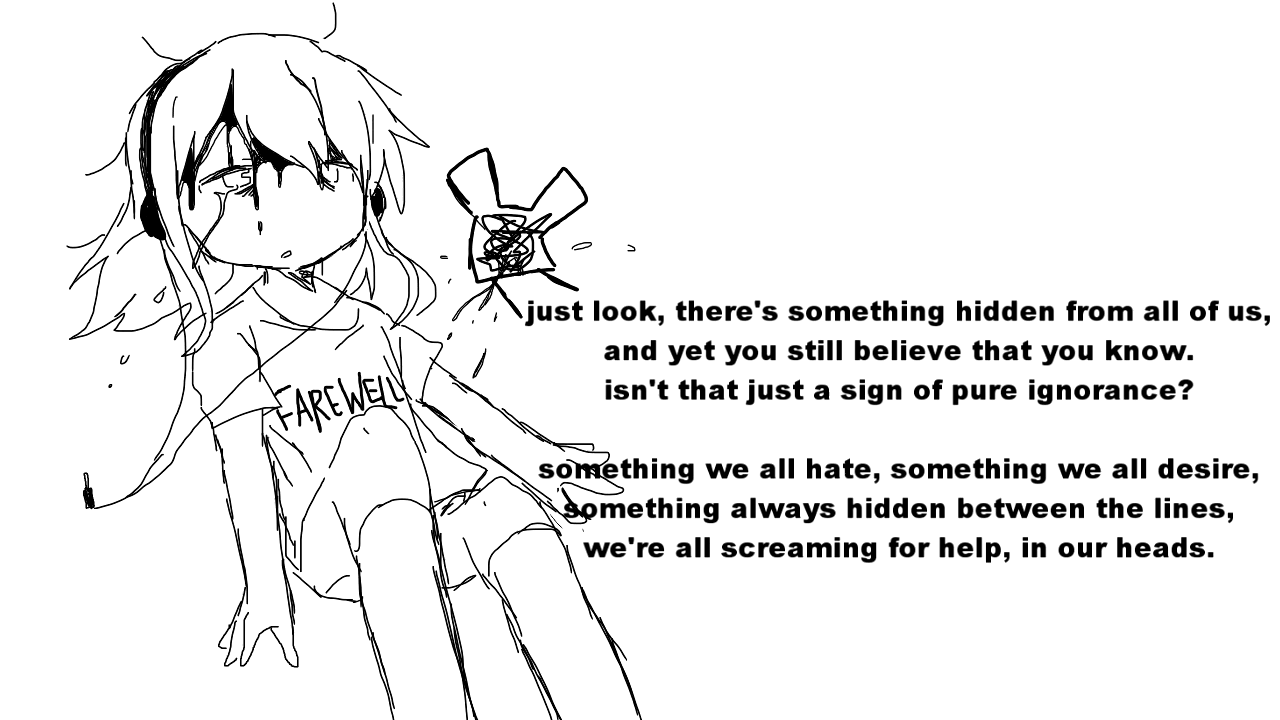 FAREWELL
just look, there's something hidden from all of us,
and yet you still believe that you know.
isn't that just a sign of pure ignorance?
something we all hate, something we all desire,
something always hidden between the lines,
we're all screaming for help, in our heads.